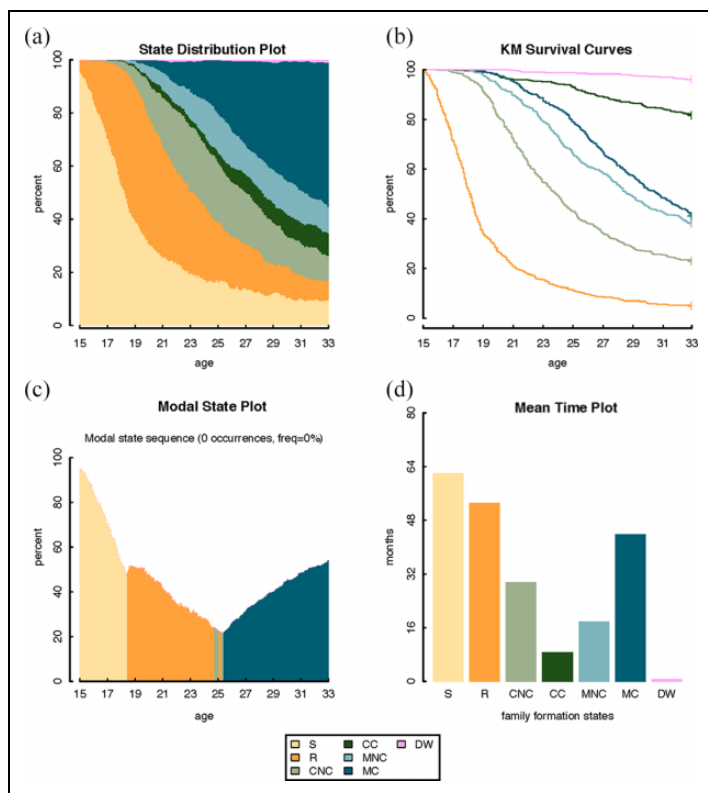 (a)
State Distribution Plot
percent
0 20 40 60 80 100
15 17 19 21 23 25 27 29 31 33
age
(b)
KM Survival Curves
percent
0 20 40 60 80 100
15 17 19 21 23 25 27 29 31 33
age
(c)
Modal State Plot
Modal state sequence (0 occurrences, freq=0%)
percent
0 20 40 60 80 100
15 17 19 21 23 25 27 29 31 33
age
(d)
Mean Time Plot
months
0 16 32 48 64 80
S R CNC CC MNC MC DW
family formation states
S CC DW
R MNC
CNC MC